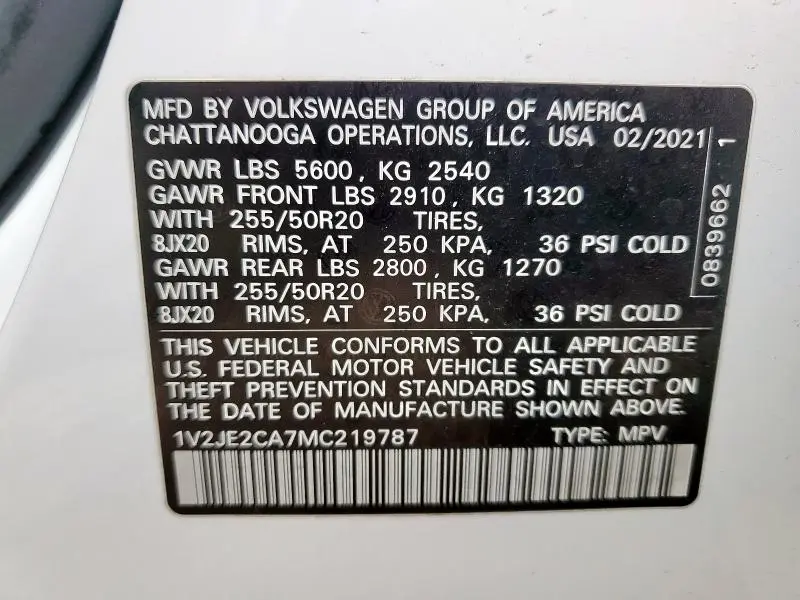 MFD BY VOLKSWAGEN GROUP OF AMERICA
CHATTANOOGA OPERATIONS, LLC. USA 02/2021
GVWR LBS 5600, KG 2540
GAWR FRONT LBS 2910, KG 1320
WITH 255/50R20 TIRES,
8JX20 RIMS, AT 250 KPA, 36 PSI COLD
GAWR REAR LBS 2800, KG 1270
WITH 255/50R20 TIRES,
8JX20 RIMS, AT 250 KPA, 36 PSI COLD
THIS VEHICLE CONFORMS TO ALL APPLICABLE
U.S. FEDERAL MOTOR VEHICLE SAFETY AND
THEFT PREVENTION STANDARDS IN EFFECT ON
THE DATE OF MANUFACTURE SHOWN ABOVE.
1V2JE2CA7MC219787 TYPE: MPV
0839662 1